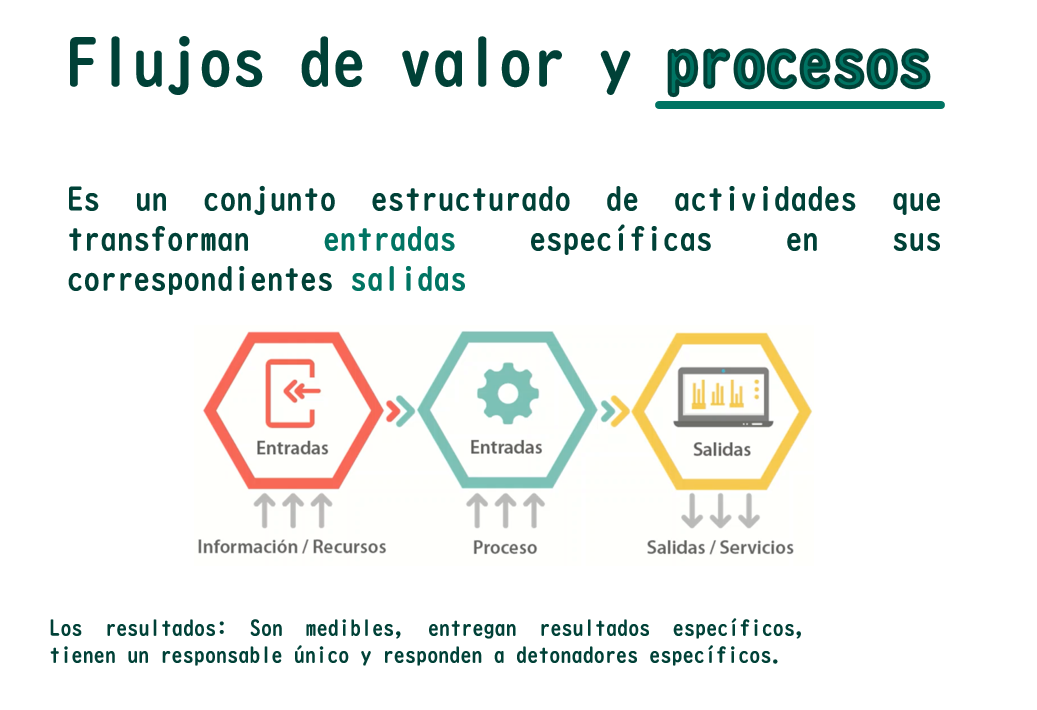 Flujos de valor y procesos
Es un conjunto estructurado de actividades que
transforman entradas específicas en sus
correspondientes salidas
Entradas
Entradas
Salidas
Información / Recursos
Proceso
Salidas / Servicios
Los resultados: Son medibles, entregan resultados específicos,
tienen un responsable único y responden a detonadores específicos.